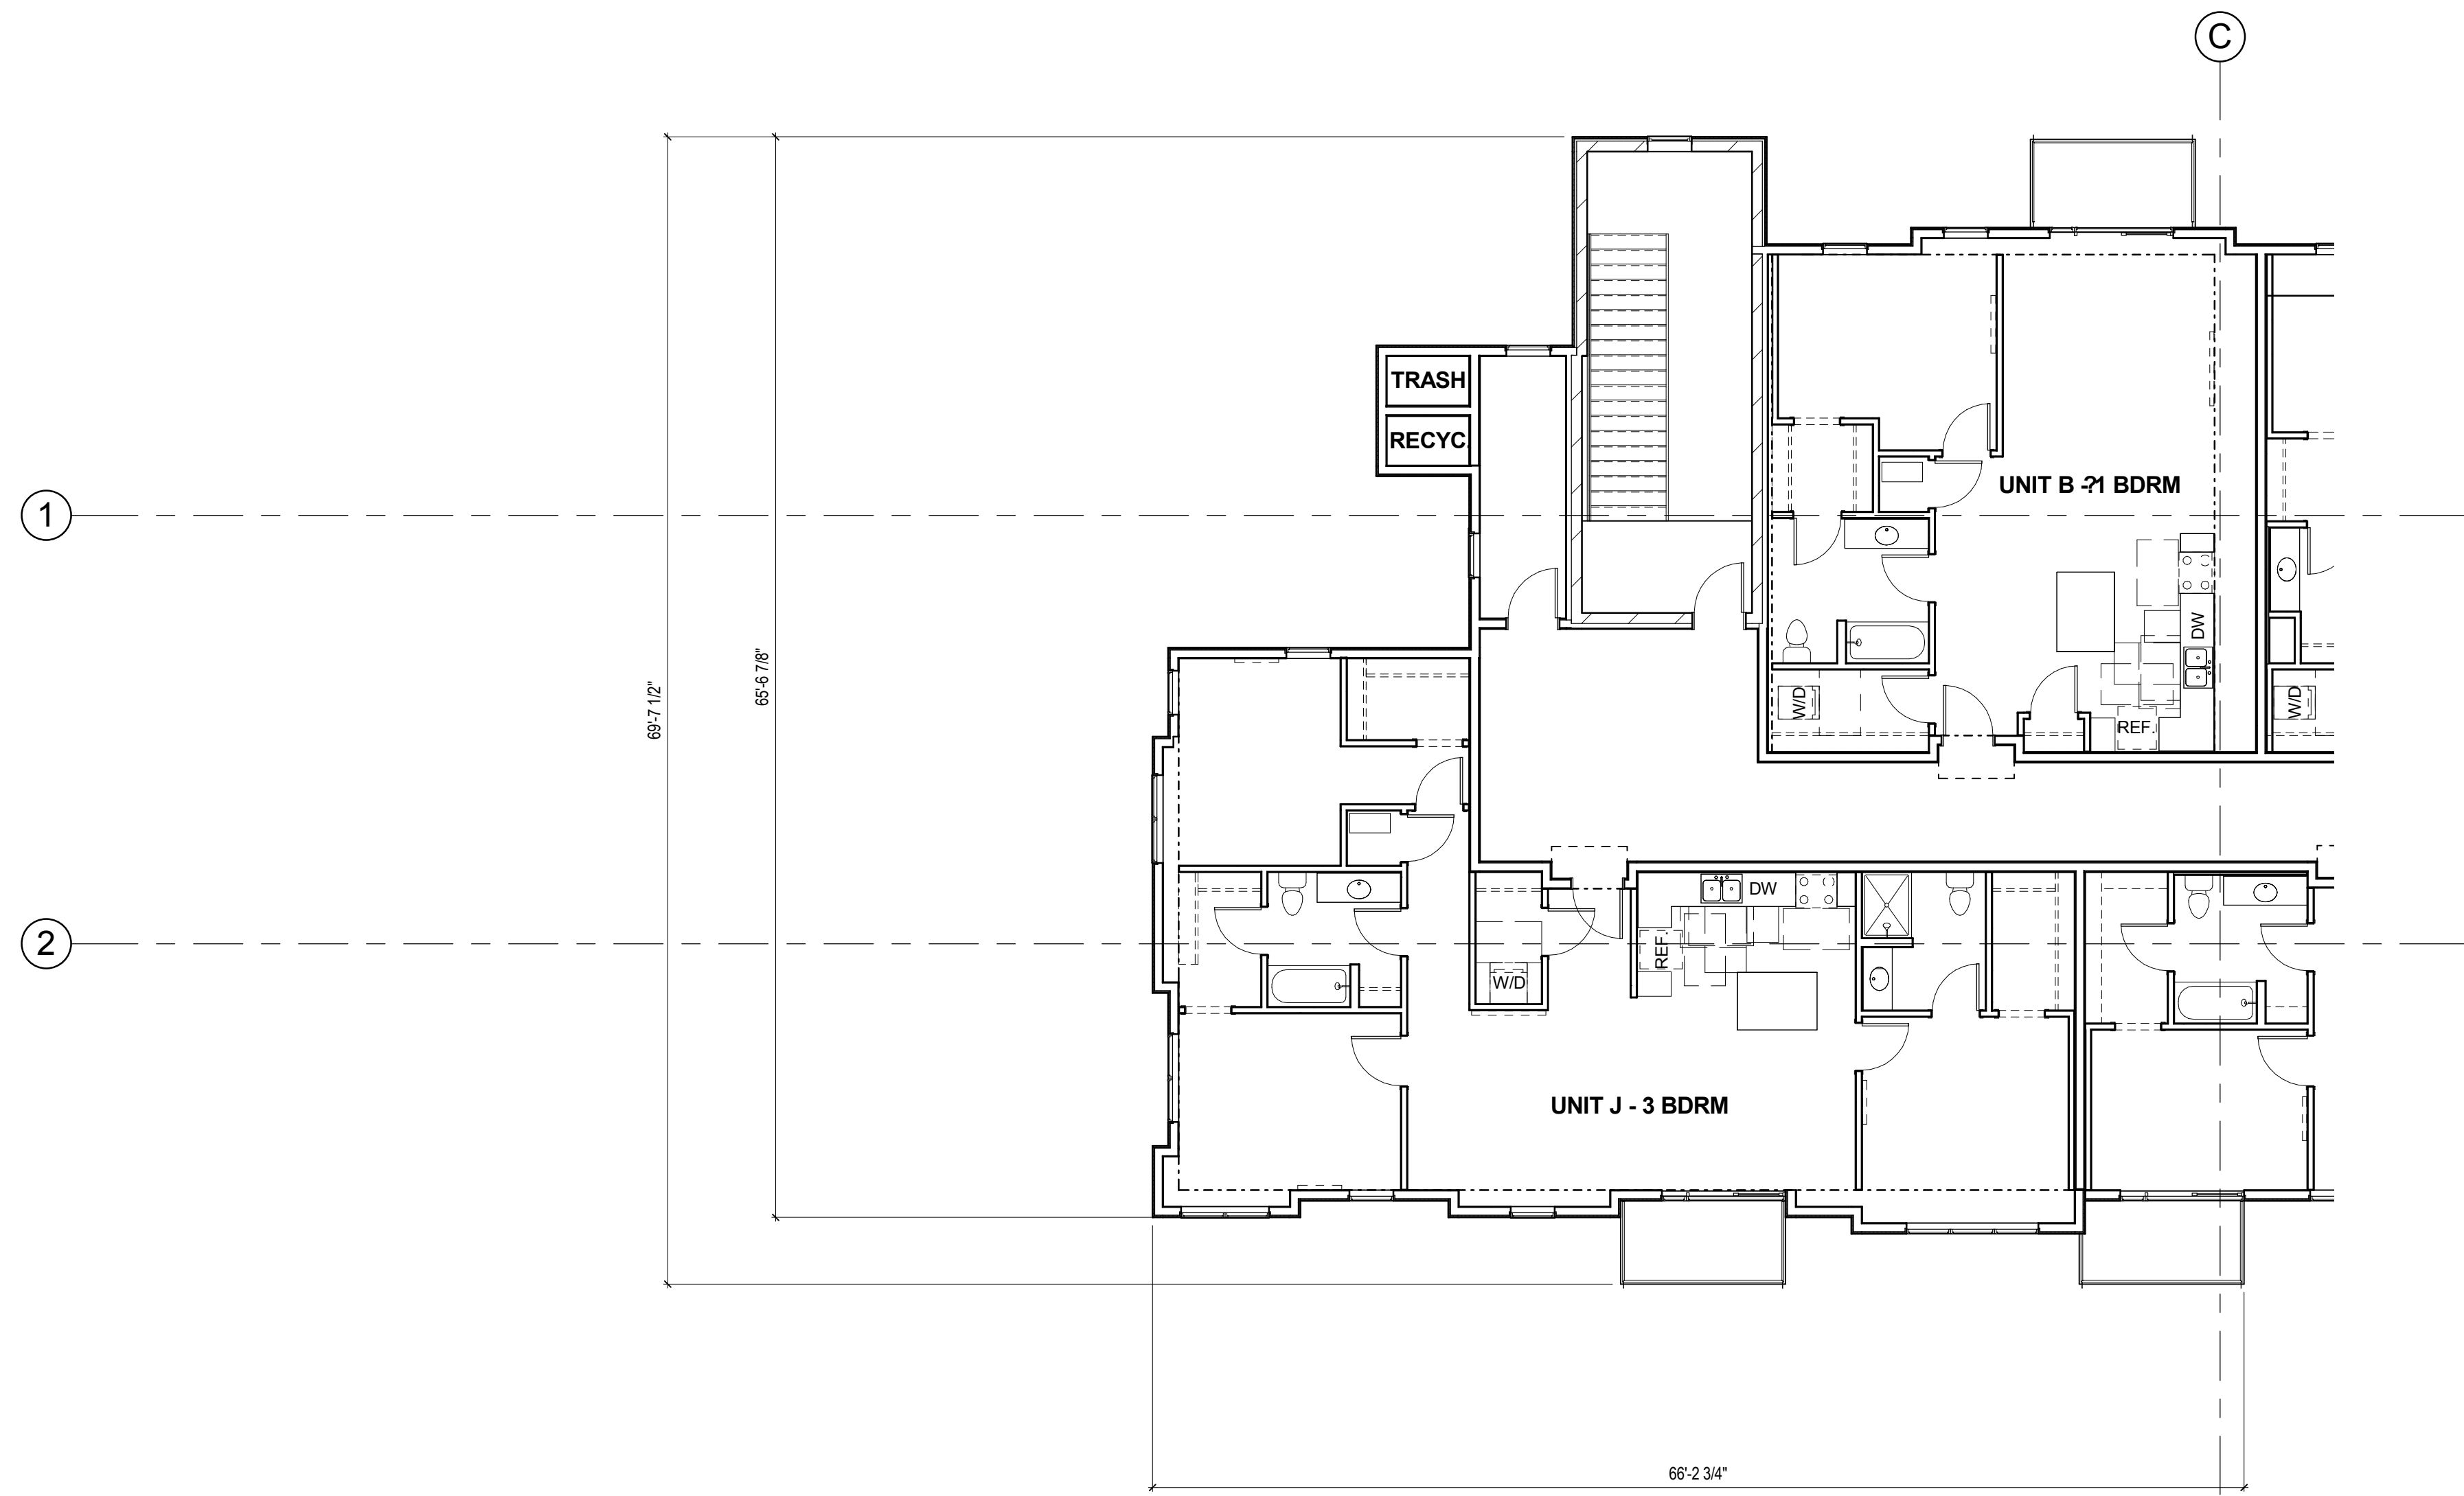 C
TRASH
RECYC.
UNIT B -?1 BDRM
1
DW
65'-6 7/8"
69'-7 1/2"
W/D
W/D
REF.
DW
2
REF.
W/D
UNIT J - 3 BDRM
66'-2 3/4"